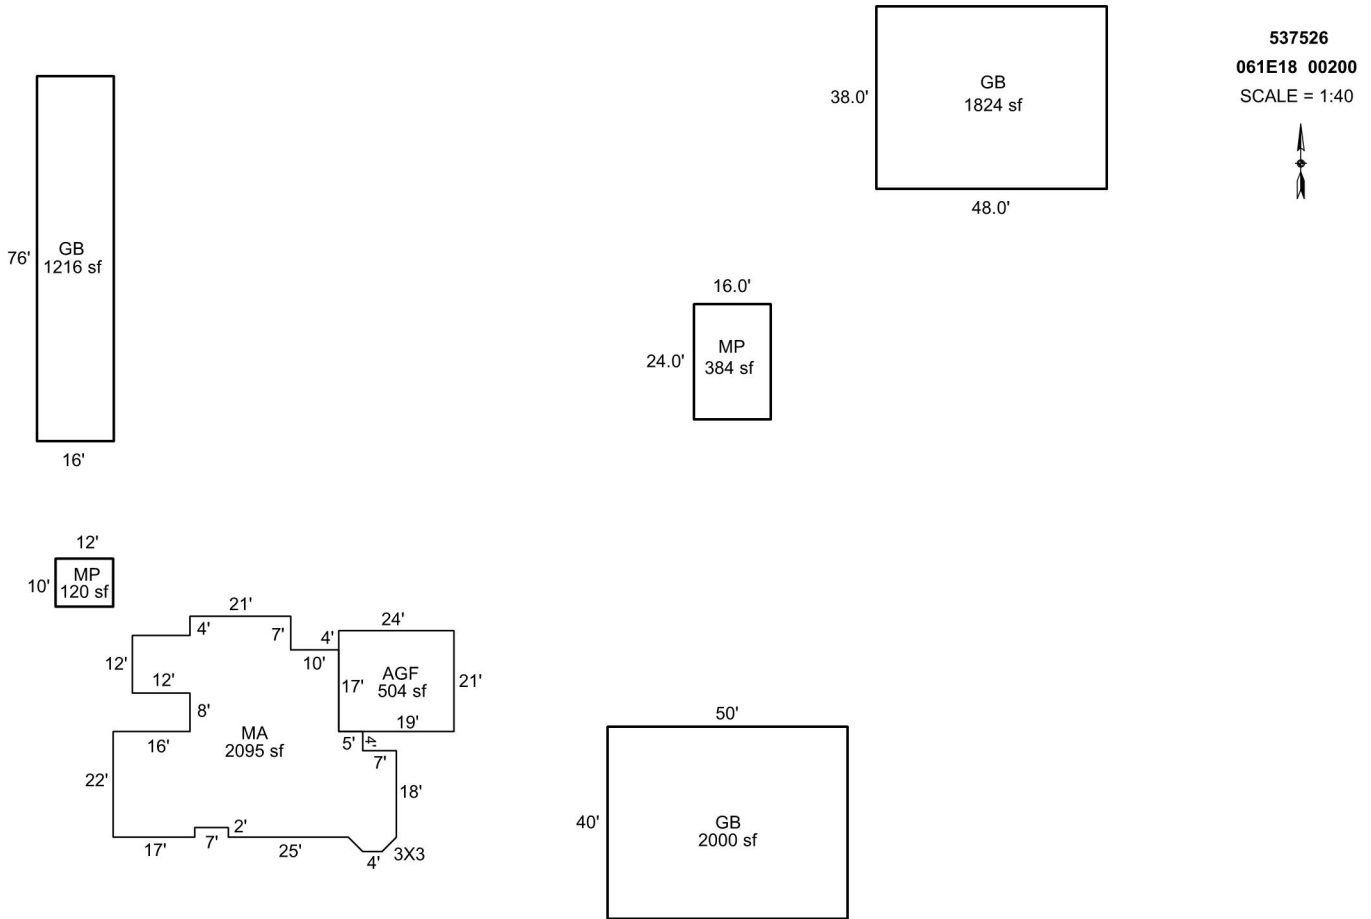 537526
061E18 00200
SCALE = 1:40
GB
1824 sf
38.0'
48.0'
GB
1216 sf
76'
16'
16.0'
MP
384 sf
24.0'
12'
MP
120 sf
10'
21'
4'
7'
4'
24'
12'
10'
12'
17'
AGF
504 sf
21'
8'
19'
MA
2095 sf
16'
5'
4'
7'
22'
18'
2'
17'
7'
25'
4'
3X3
50'
40'
GB
2000 sf